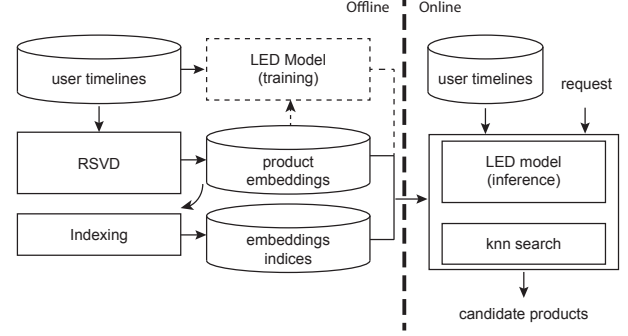 Offline
Online
user timelines
LED Model
(training)
user timelines
request
RSVD
product
embeddings
LED model
(inference)
Indexing
embeddings
indices
knn search
candidate products